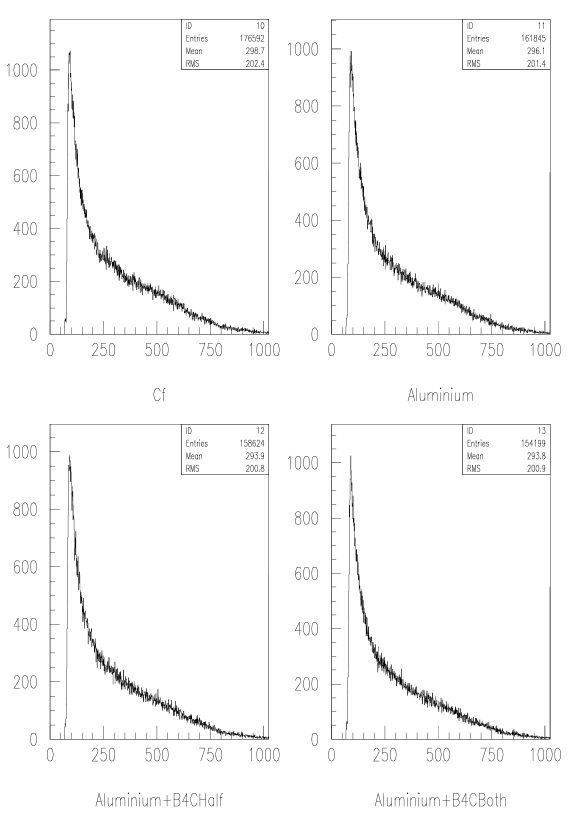 ID 10
Entries 176592
Mean 298.7
RMS 202.4
1000
800
600
400
200
0
0 250 500 750 1000
Cf
ID 11
Entries 161845
Mean 296.1
RMS 201.4
1000
800
600
400
200
0
0 250 500 750 1000
Aluminium
ID 12
Entries 158624
Mean 293.9
RMS 200.8
1000
800
600
400
200
0
0 250 500 750 1000
Aluminium+B4CHalf
ID 13
Entries 154199
Mean 293.8
RMS 200.9
1000
800
600
400
200
0
0 250 500 750 1000
Aluminium+B4CBoth